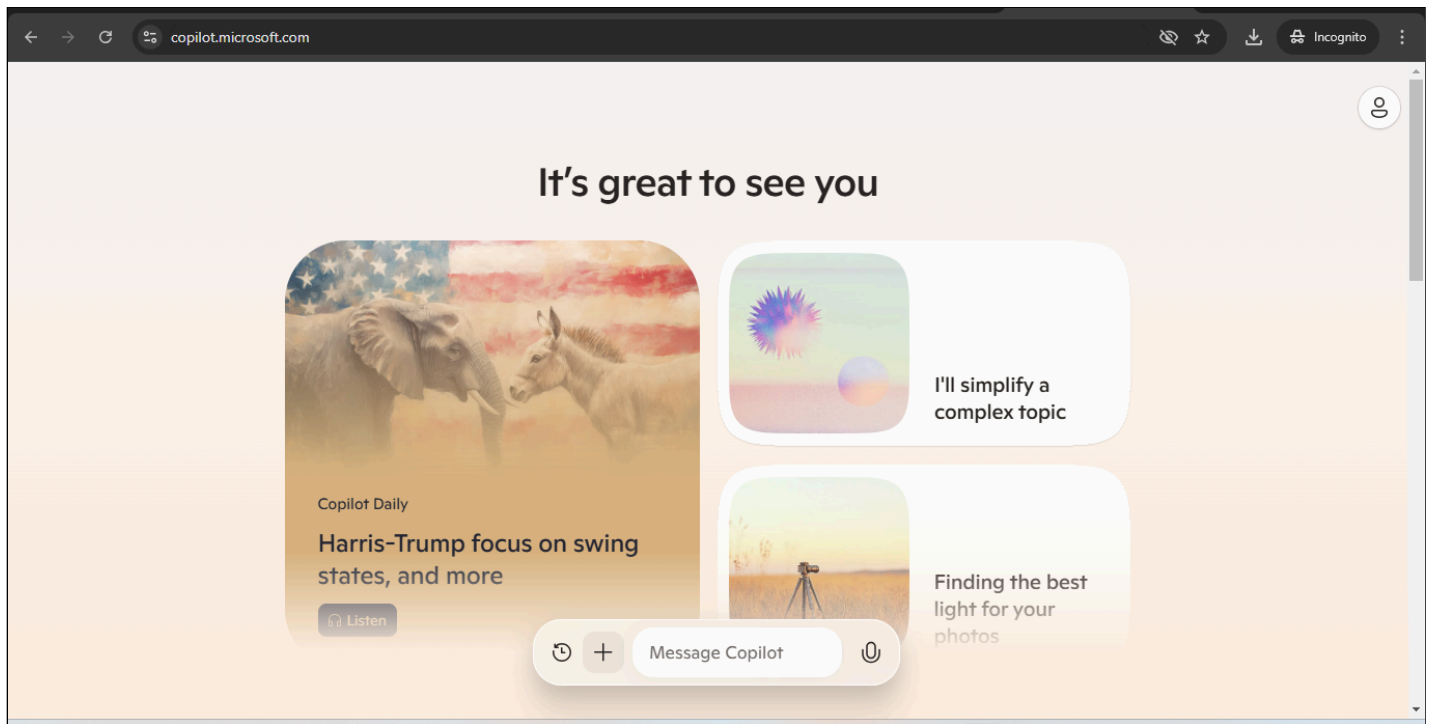 copilot.microsoft.com
Incognito
It's great to see you
Copilot Daily
Harris-Trump focus on swing
states, and more
Listen
I'll simplify a
complex topic
Finding the best
light for your
photos
Message Copilot